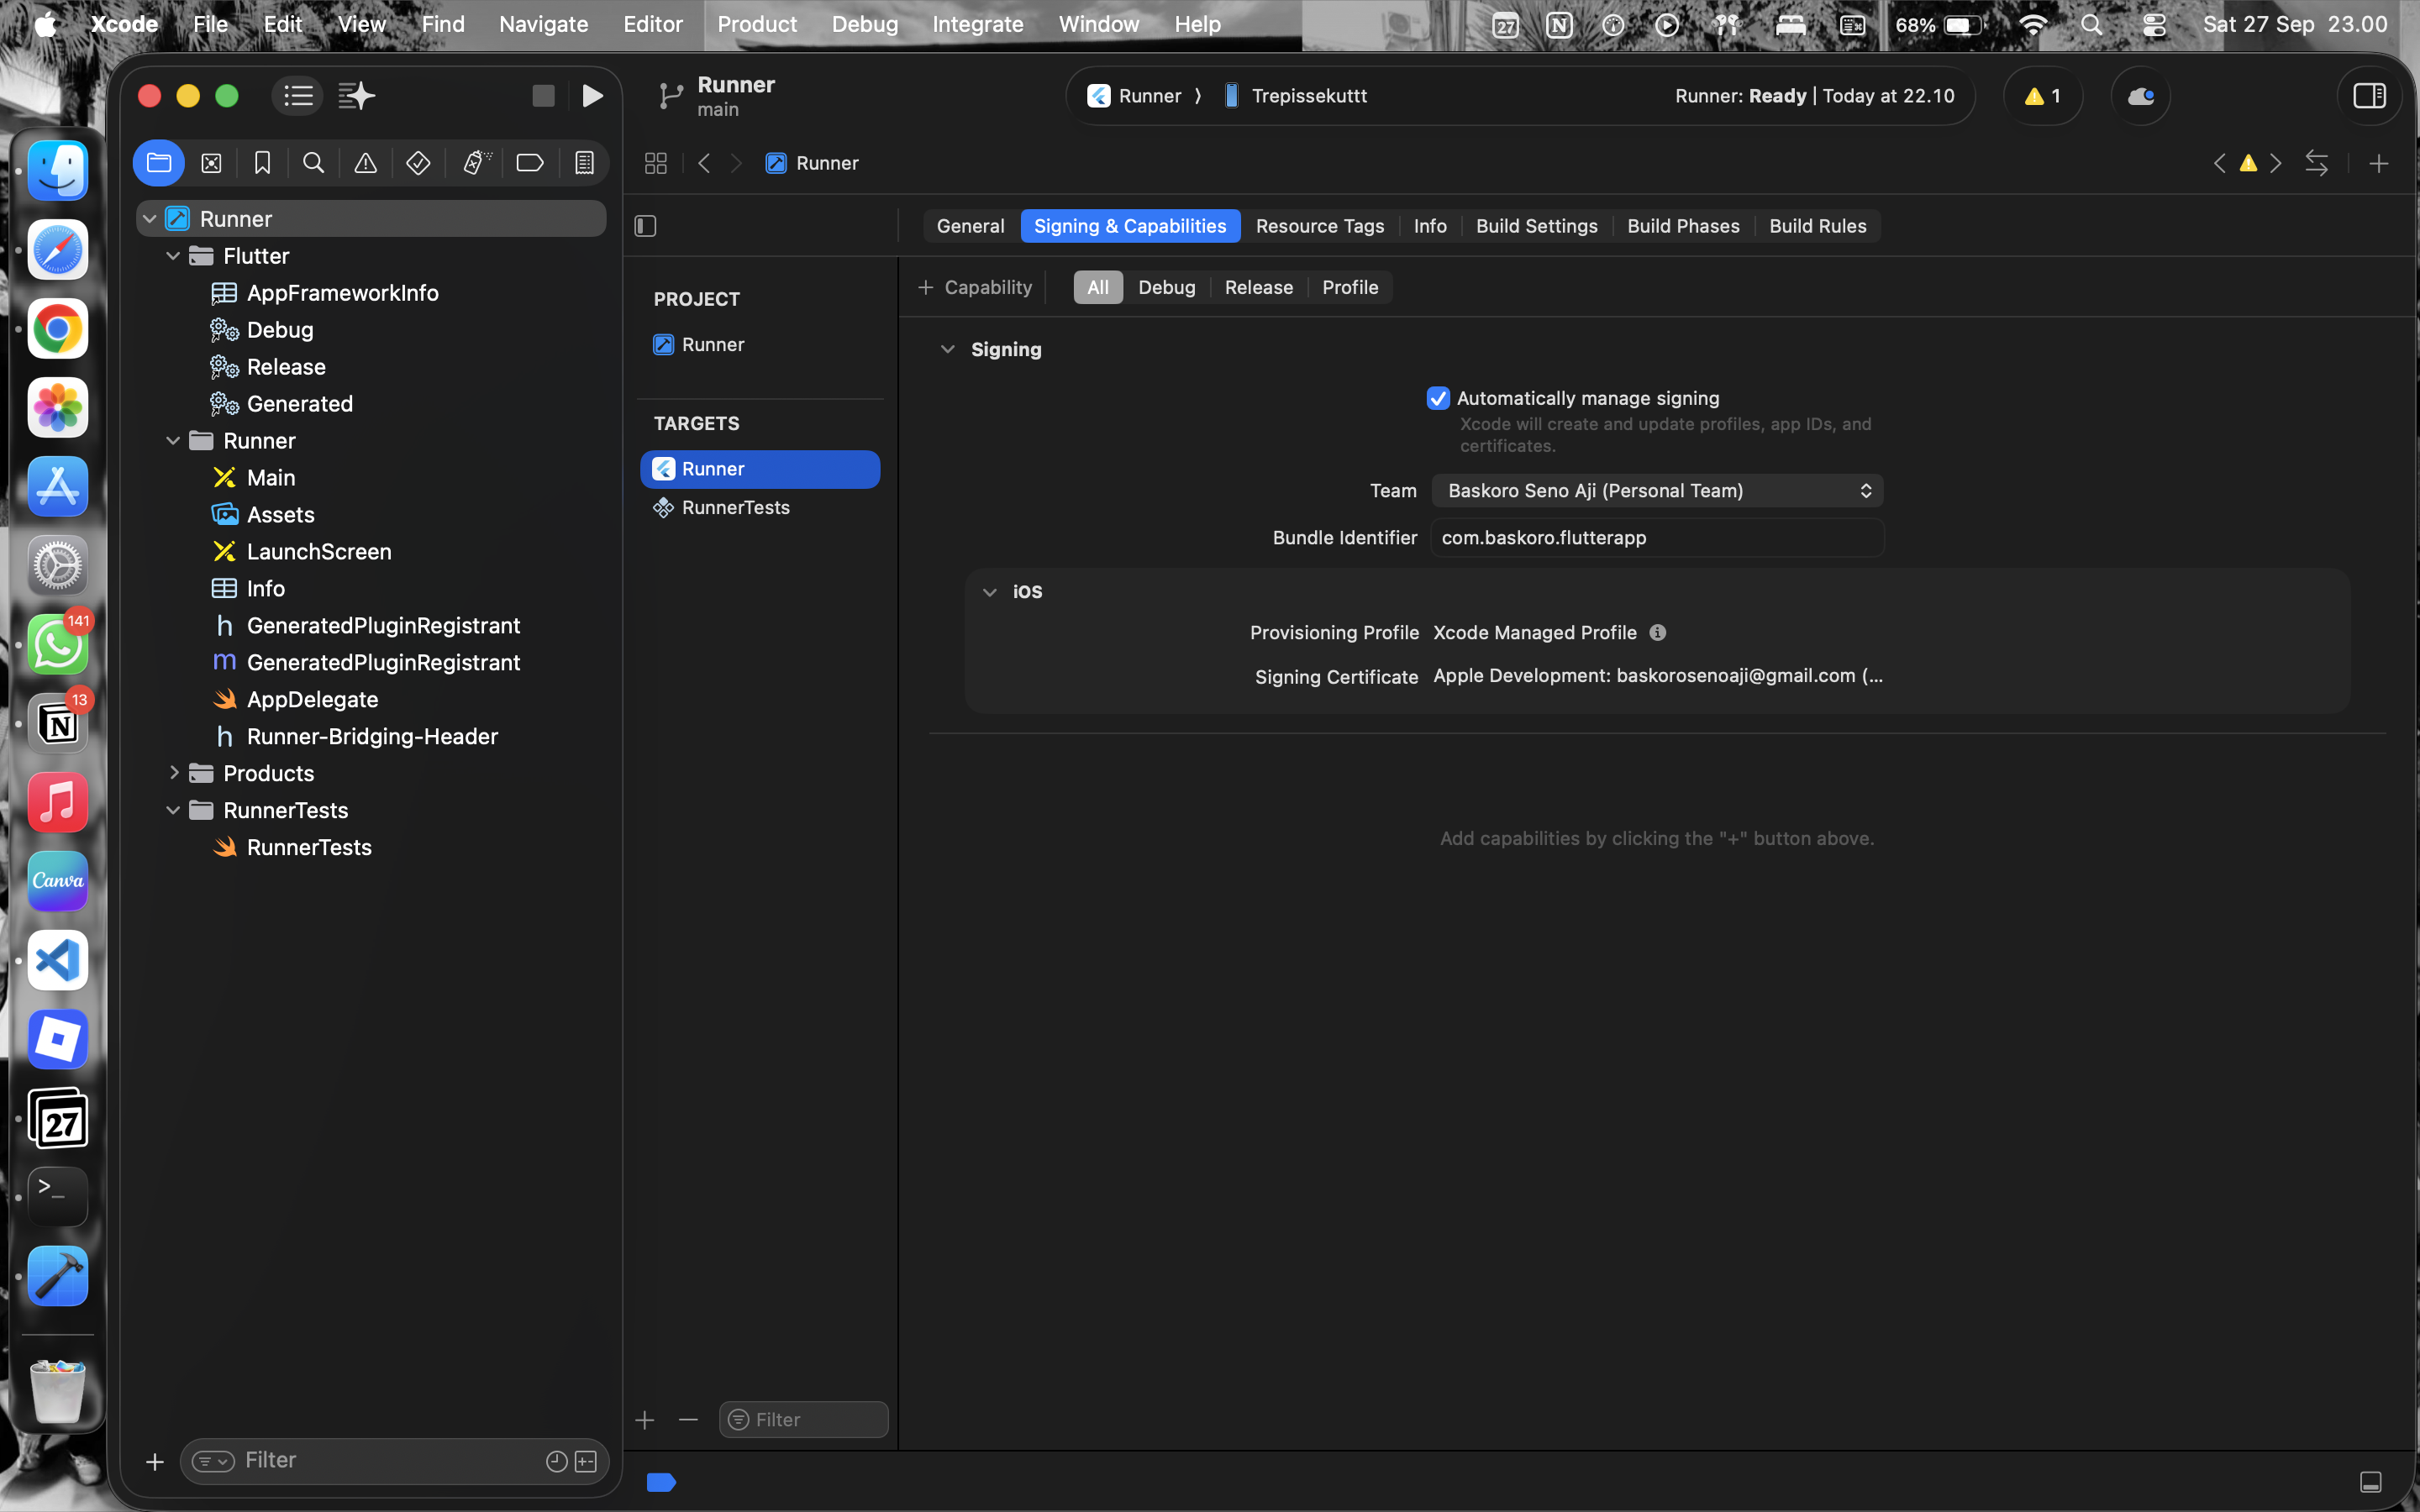 Xcode File Edit View Find Navigate Editor Product Debug Integrate Window Help 27 N 68% Sat 27 Sep 23.00
Runner
main
Runner Trepissekuttt Runner: Ready | Today at 22.10 1
Runner
Runner
Flutter
AppFrameworkInfo
Debug
Release
Generated
Runner
Main
Assets
LaunchScreen
Info
h GeneratedPluginRegistrant
m GeneratedPluginRegistrant
AppDelegate
h Runner-Bridging-Header
Products
RunnerTests
RunnerTests
Filter
General Signing & Capabilities Resource Tags Info Build Settings Build Phases Build Rules
PROJECT
Runner
TARGETS
Runner
RunnerTests
Filter
+ Capability All Debug Release Profile
Signing
Automatically manage signing
Xcode will create and update profiles, app IDs, and
certificates.
Team Baskoro Seno Aji (Personal Team)
Bundle Identifier com.baskoro.flutterapp
iOS
Provisioning Profile Xcode Managed Profile
Signing Certificate Apple Development: baskorosenoaji@gmail.com (...
Add capabilities by clicking the "+" button above.
141
13
N
Canva
27
>_